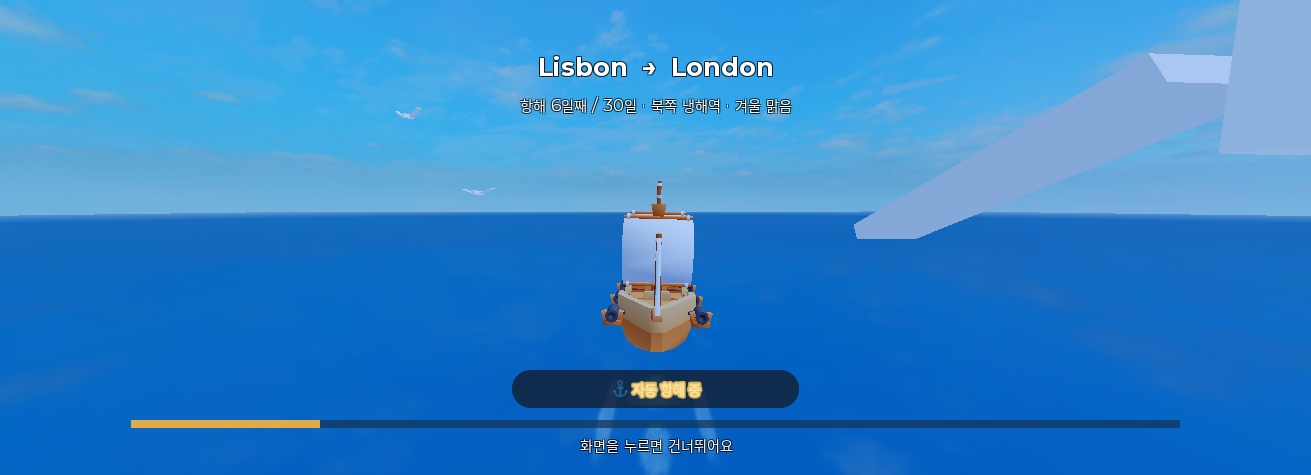 Lisbon → London
항해 6일째 / 30일 · 북쪽 냉해역 · 겨울 맑음
⚓ 자동 항해 중
화면을 누르면 건너뛰어요